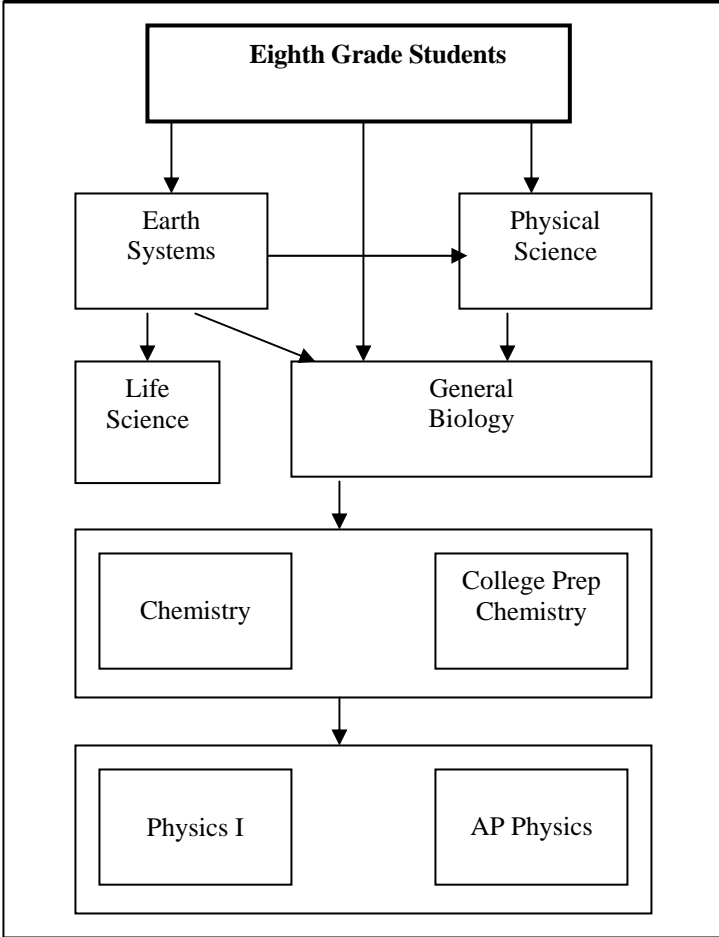 Eighth Grade Students
Earth
Systems
Physical
Science
Life
Science
General
Biology
Chemistry
College Prep
Chemistry
Physics I
AP Physics